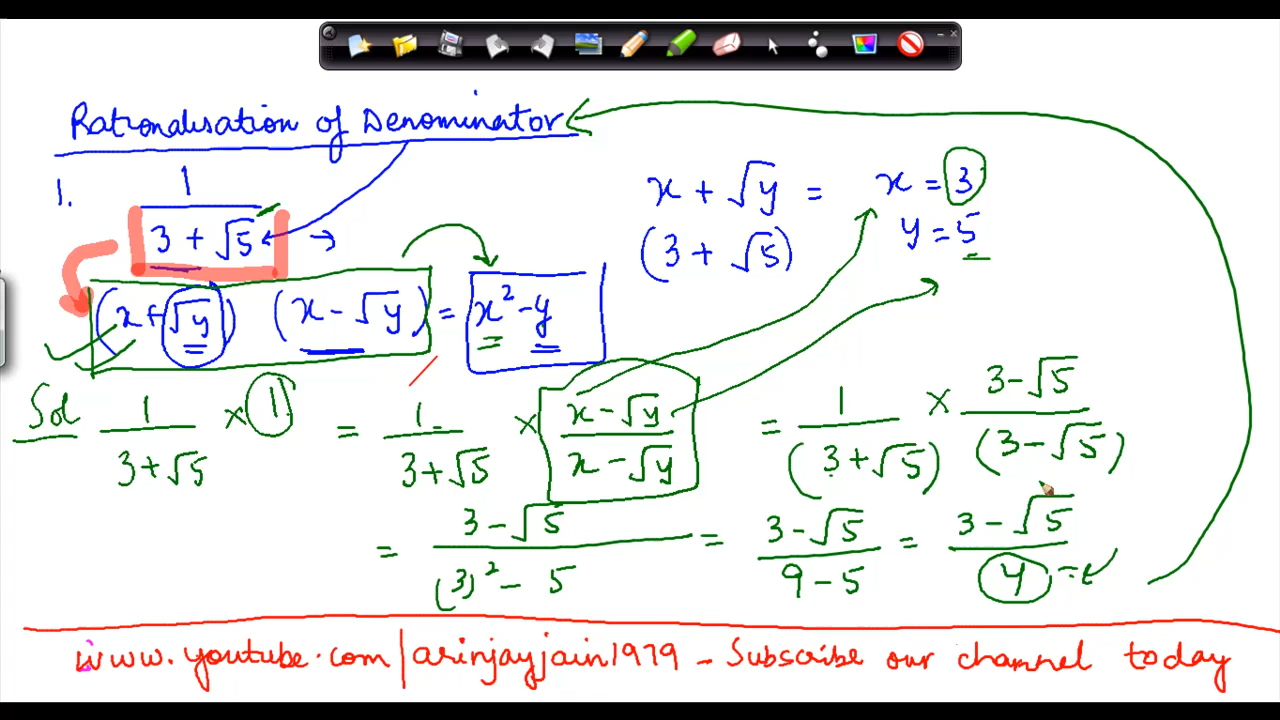 Rationalisation of Denominator
1. 1 / (3 + √5) →
x + √y = x = 3
(3 + √5) y = 5
(x + √y) (x - √y) = x² - y
Sol 1 / (3 + √5) × 1 = 1 / (3 + √5) × (x - √y) / (x - √y) = 1 / (3 + √5) × (3 - √5) / (3 - √5)
= (3 - √5) / ((3)² - 5) = (3 - √5) / (9 - 5) = (3 - √5) / 4
www.youtube.com/arinjayjain1979 - Subscribe our channel today